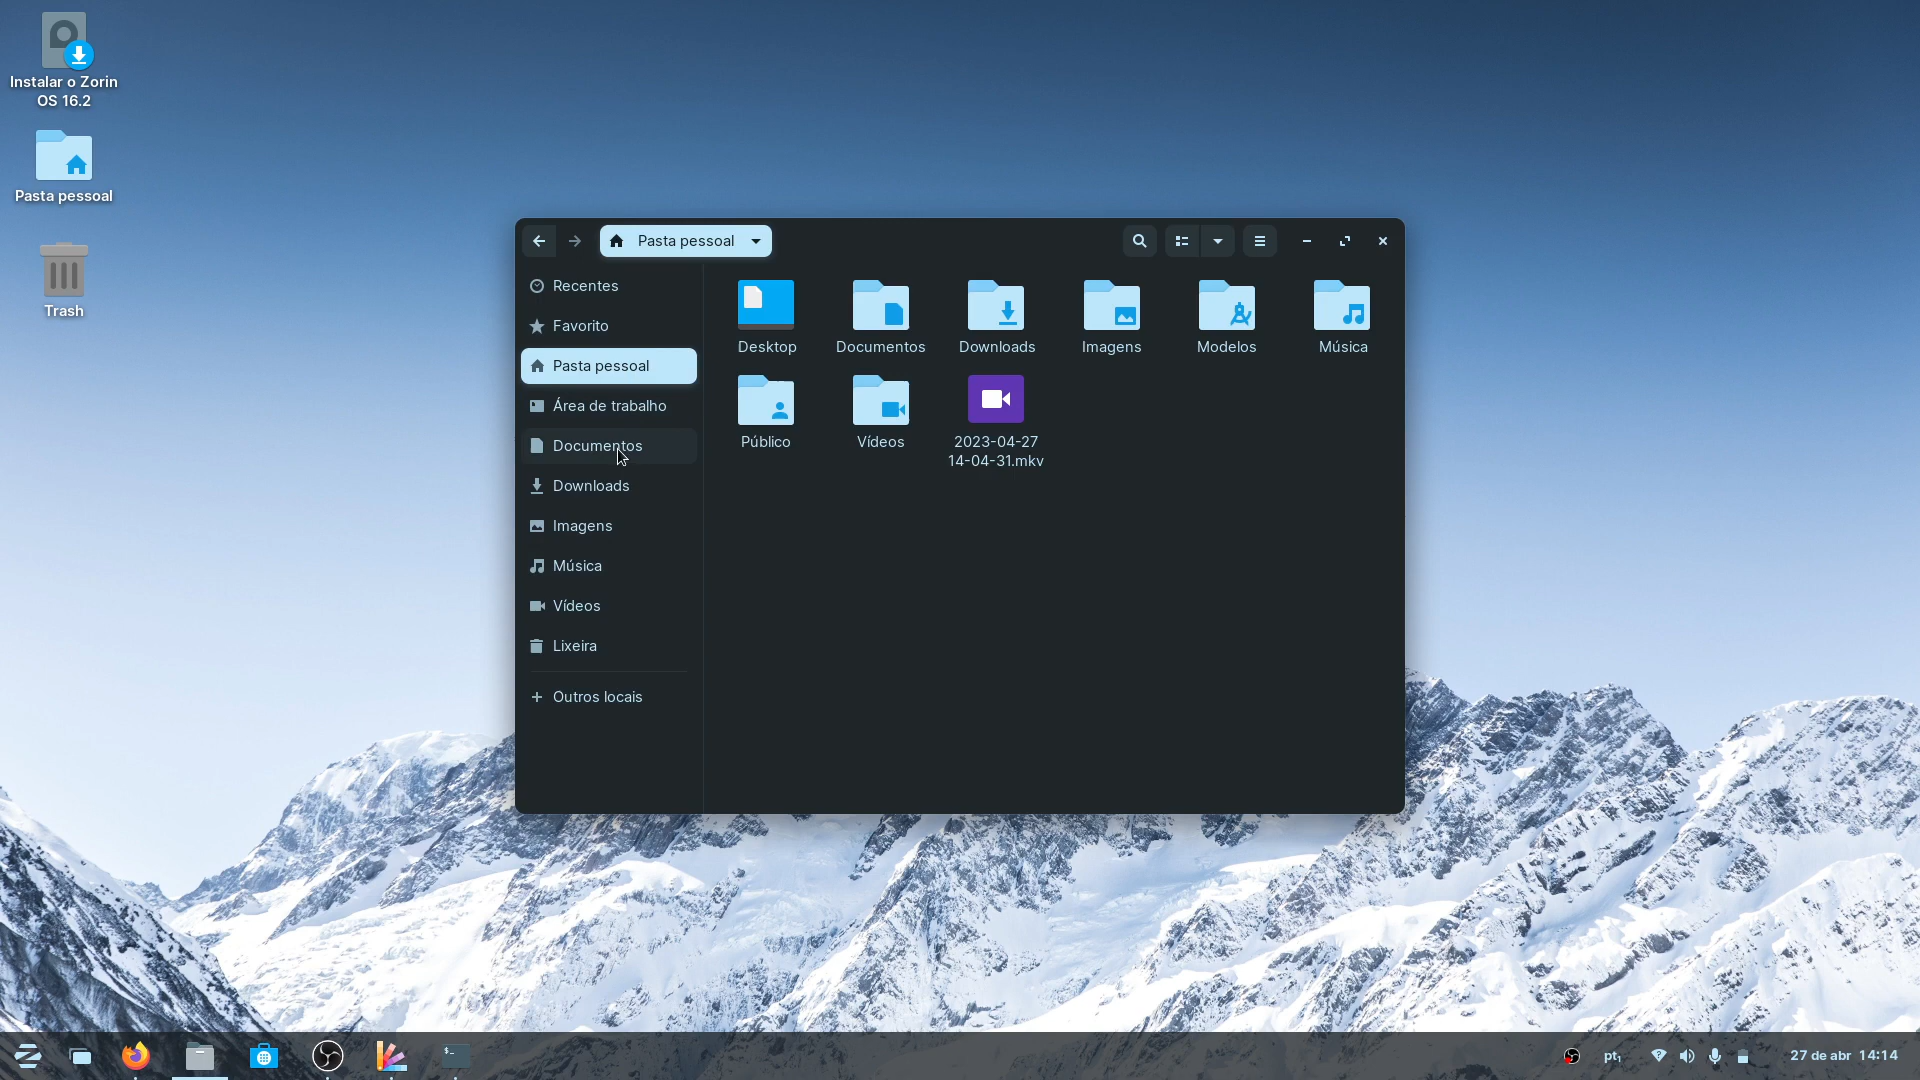 Instalar o Zorin
OS 16.2
Pasta pessoal
Trash
Pasta pessoal
Recentes
Favorito
Pasta pessoal
Área de trabalho
Documentos
Downloads
Imagens
Música
Vídeos
Lixeira
Outros locais
Desktop
Documentos
Downloads
Imagens
Modelos
Música
Público
Vídeos
2023-04-27
14-04-31.mkv
$_
pt₁
27 de abr 14:14